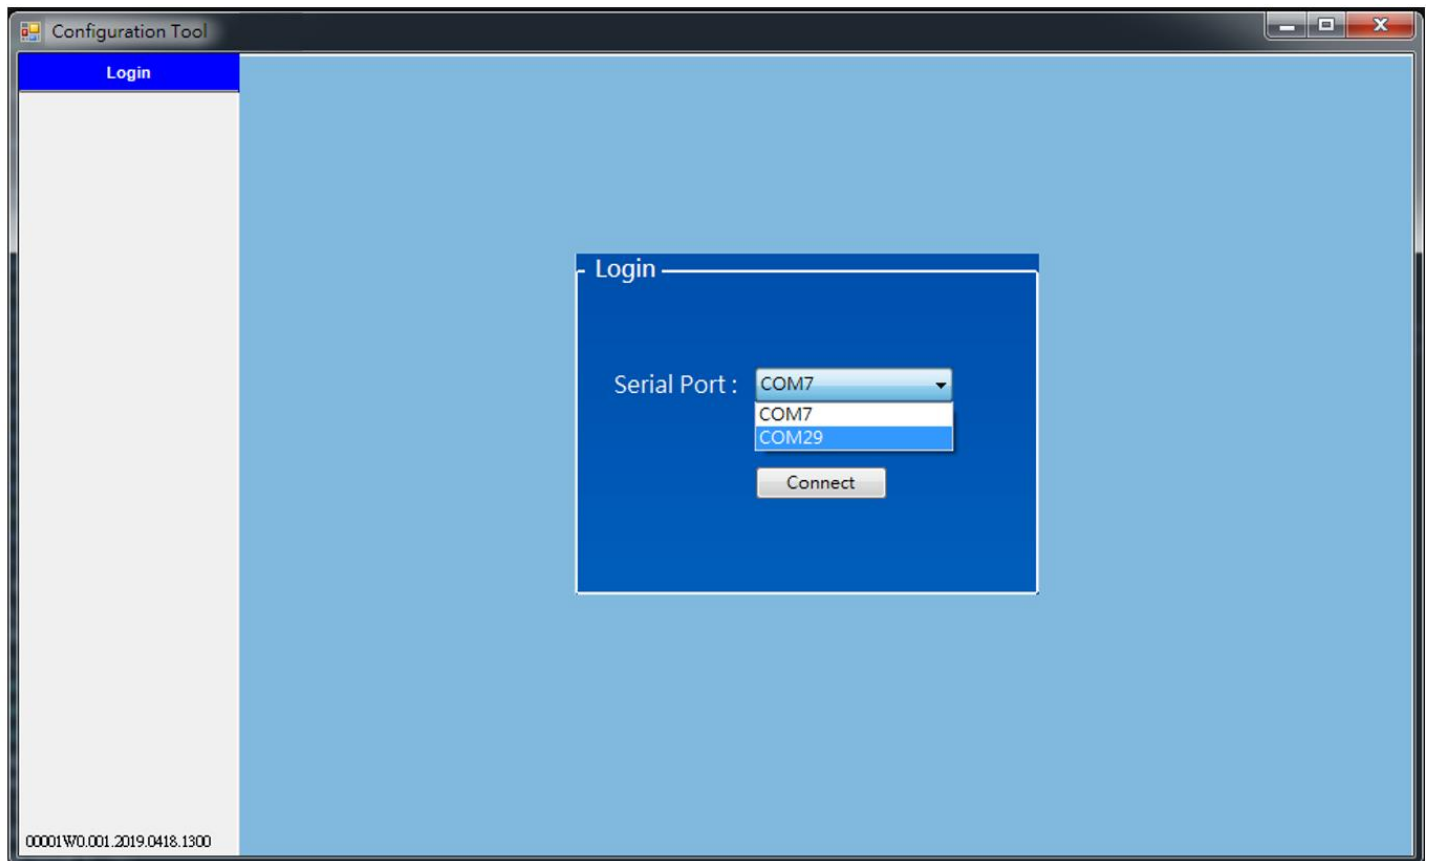 Configuration Tool
Login
Login
Serial Port :
COM7
COM7
COM29
Connect
00001W0.001.2019.0418.1300